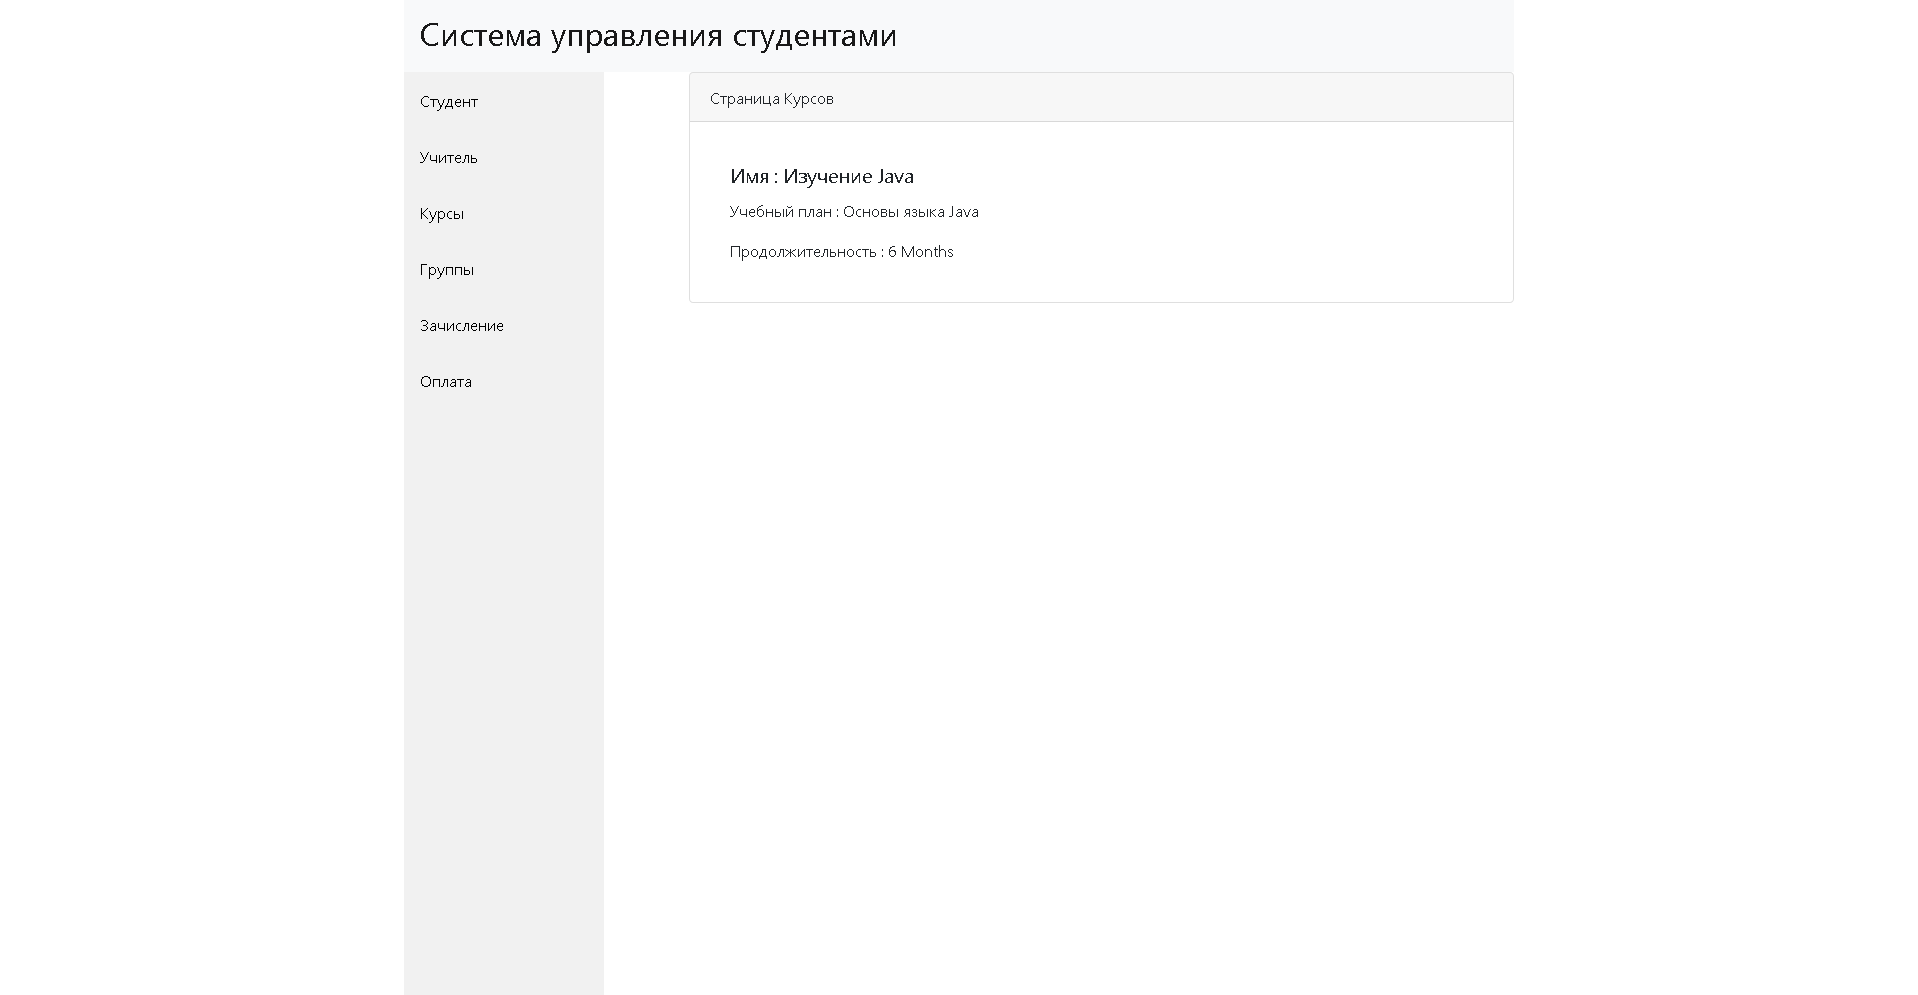 Система управления студентами
Студент
Учитель
Курсы
Группы
Зачисление
Оплата
Страница Курсов
Имя : Изучение Java
Учебный план : Основы языка Java
Продолжительность : 6 Months